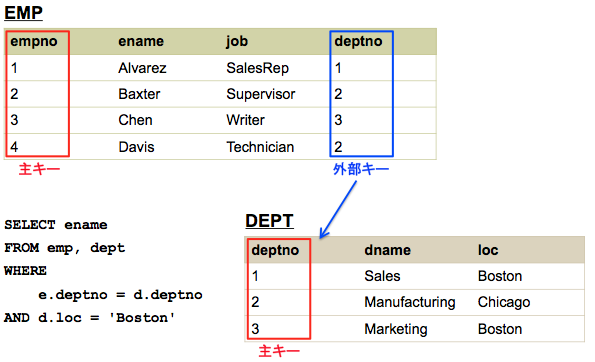 EMP
empno ename job deptno
1 Alvarez SalesRep 1
2 Baxter Supervisor 2
3 Chen Writer 3
4 Davis Technician 2
主キー 外部キー
SELECT ename
FROM emp, dept
WHERE
e.deptno = d.deptno
AND d.loc = 'Boston'
DEPT
deptno dname loc
1 Sales Boston
2 Manufacturing Chicago
3 Marketing Boston
主キー